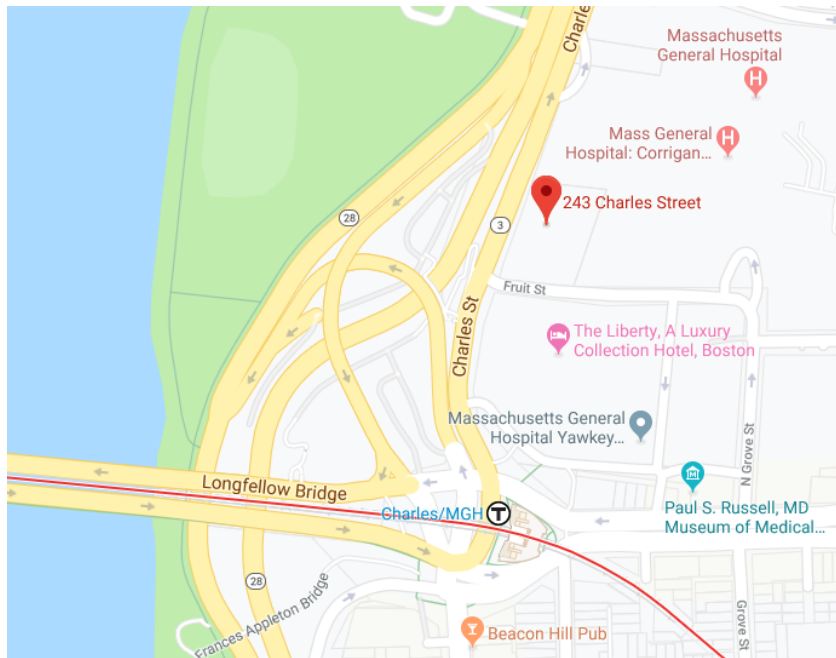 Charle
Massachusetts
General Hospital
Mass General
Hospital: Corrigan...
243 Charles Street
28
3
Fruit St
Charles St
The Liberty, A Luxury
Collection Hotel, Boston
Massachusetts General
Hospital Yawkey...
N Grove St
Longfellow Bridge
Charles/MGH
T
Paul S. Russell, MD
Museum of Medical...
28
Frances Appleton Bridge
Beacon Hill Pub
Grove St
H
H